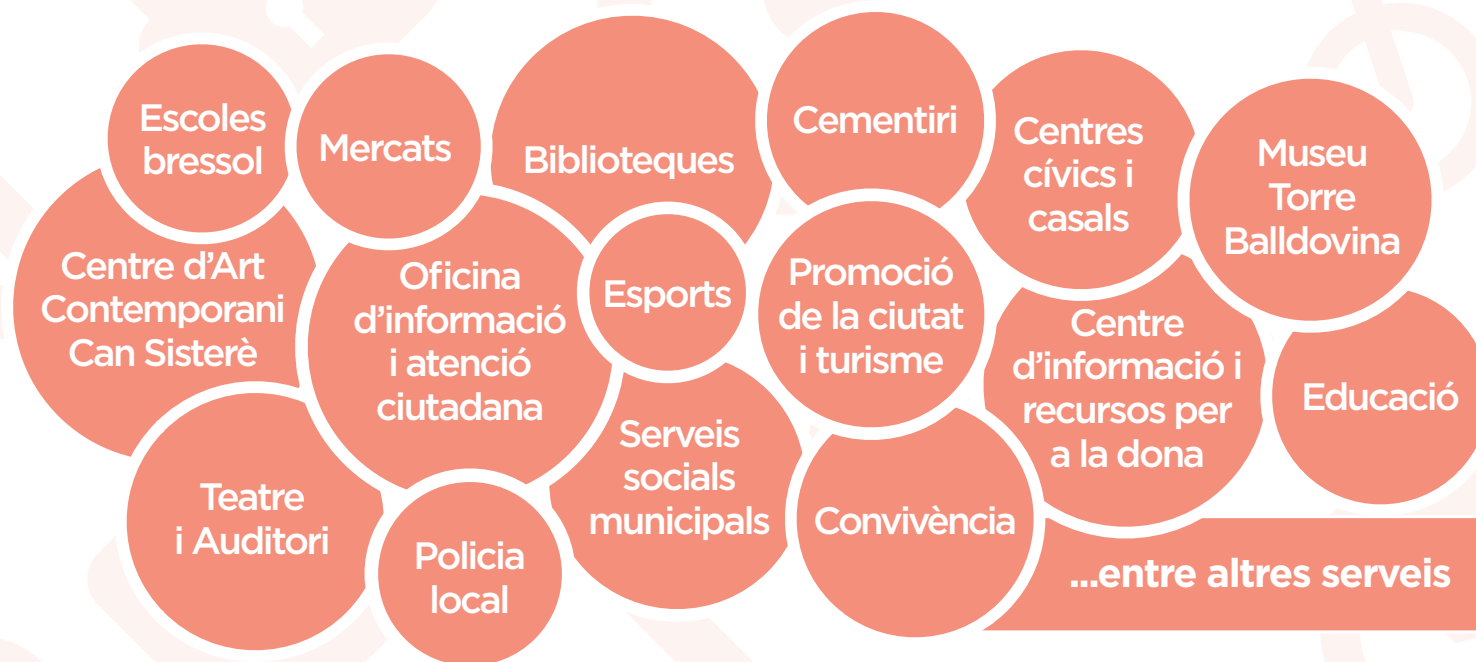 Escoles
bressol
Mercats
Biblioteques
Cementiri
Centres
cívics i
casals
Museu
Torre
Balldovina
Centre d'Art
Contemporani
Can Sisterè
Oficina
d'informació
i atenció
ciutadana
Esports
Promoció
de la ciutat
i turisme
Centre
d'informació i
recursos per
a la dona
Educació
Teatre
i Auditori
Policia
local
Serveis
socials
municipals
Convivència
...entre altres serveis